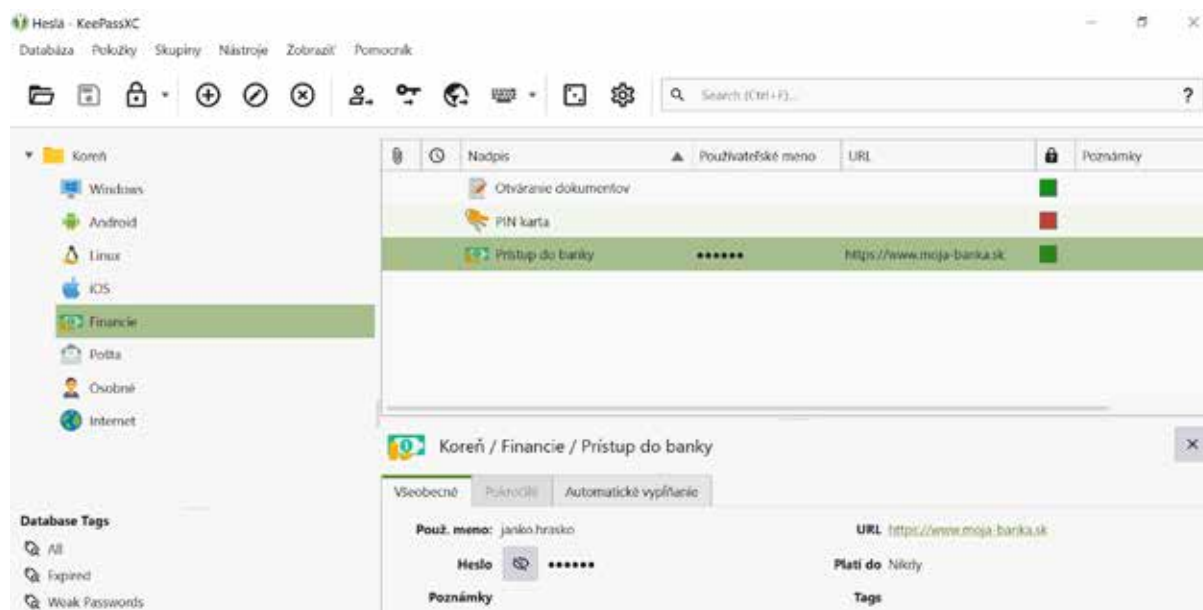 Heslá - KeePassXC
Databáza Položky Skupiny Nástroje Zobraziť Pomocník
Search (Ctrl+F)...
?
Koreň
Windows
Android
Linux
iOS
Financie
Pošta
Osobné
Internet
Nadpis Používateľské meno URL Poznámky
Otváranie dokumentov
PIN karta
Prístup do banky ●●●●●● https://www.moja-banka.sk
Koreň / Financie / Prístup do banky
Všeobecné Pokročilé Automatické vypĺňanie
Použ. meno: janko.hrasko URL https://www.moja-banka.sk
Heslo ●●●●●● Platí do Nikdy
Poznámky Tags
Database Tags
All
Expired
Weak Passwords